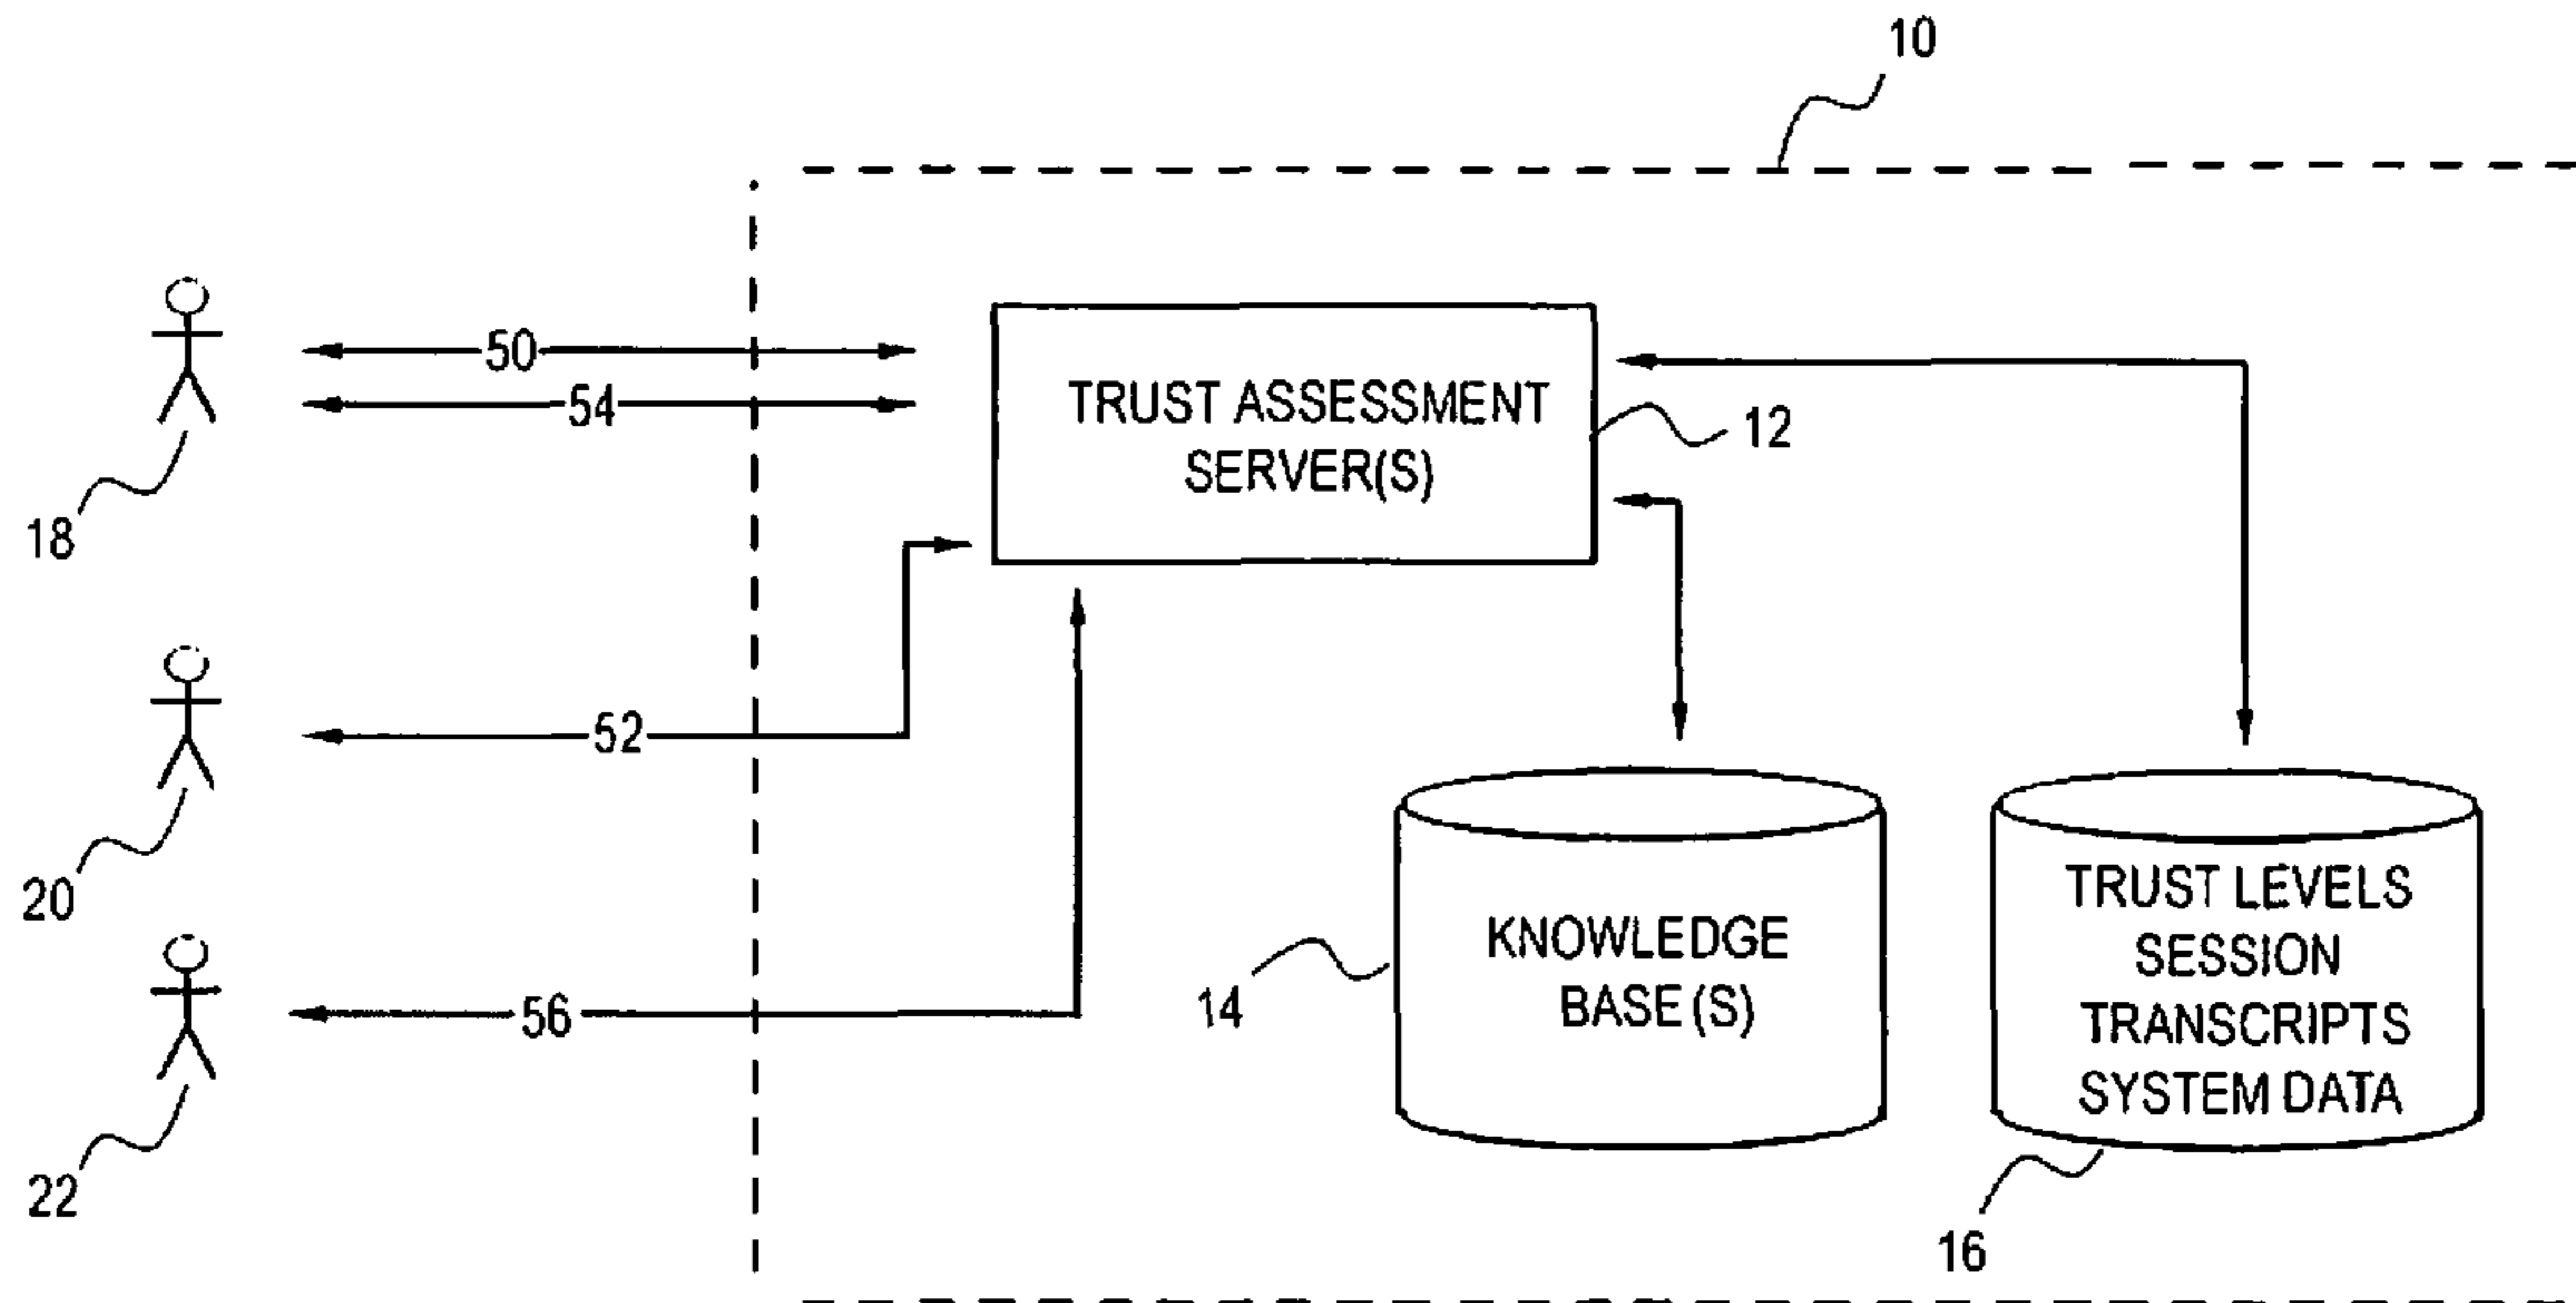 10
50
54
TRUST ASSESSMENT
SERVER(S)
12
18
52
20
56
22
KNOWLEDGE
BASE(S)
14
TRUST LEVELS
SESSION
TRANSCRIPTS
SYSTEM DATA
16